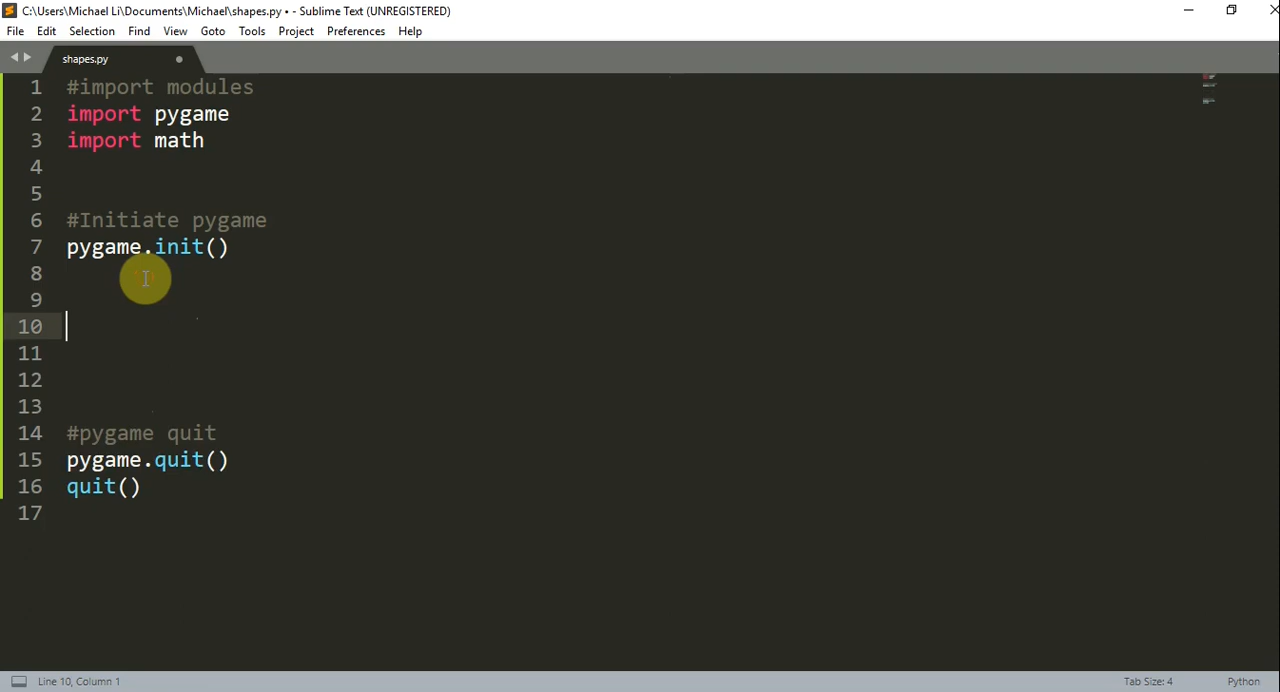 C:\Users\Michael Li\Documents\Michael\shapes.py • - Sublime Text (UNREGISTERED)
File Edit Selection Find View Goto Tools Project Preferences Help
shapes.py
1 #import modules
2 import pygame
3 import math
4
5
6 #Initiate pygame
7 pygame.init()
8
9
10
11
12
13
14 #pygame quit
15 pygame.quit()
16 quit()
17
Line 10, Column 1 Tab Size: 4 Python